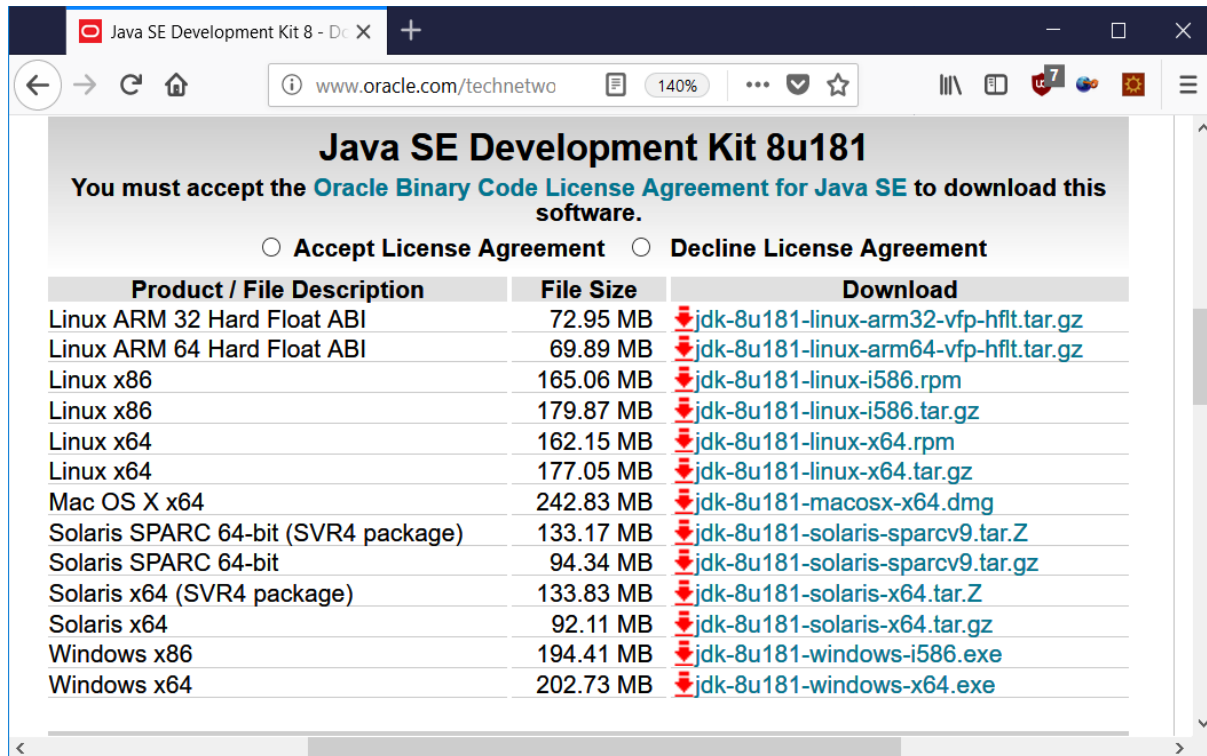 Java SE Development Kit 8 - Do
www.oracle.com/technetwo 140% 7
Java SE Development Kit 8u181
You must accept the Oracle Binary Code License Agreement for Java SE to download this
software.
Accept License Agreement Decline License Agreement
Product / File Description File Size Download
Linux ARM 32 Hard Float ABI 72.95 MB jdk-8u181-linux-arm32-vfp-hflt.tar.gz
Linux ARM 64 Hard Float ABI 69.89 MB jdk-8u181-linux-arm64-vfp-hflt.tar.gz
Linux x86 165.06 MB jdk-8u181-linux-i586.rpm
Linux x86 179.87 MB jdk-8u181-linux-i586.tar.gz
Linux x64 162.15 MB jdk-8u181-linux-x64.rpm
Linux x64 177.05 MB jdk-8u181-linux-x64.tar.gz
Mac OS X x64 242.83 MB jdk-8u181-macosx-x64.dmg
Solaris SPARC 64-bit (SVR4 package) 133.17 MB jdk-8u181-solaris-sparcv9.tar.Z
Solaris SPARC 64-bit 94.34 MB jdk-8u181-solaris-sparcv9.tar.gz
Solaris x64 (SVR4 package) 133.83 MB jdk-8u181-solaris-x64.tar.Z
Solaris x64 92.11 MB jdk-8u181-solaris-x64.tar.gz
Windows x86 194.41 MB jdk-8u181-windows-i586.exe
Windows x64 202.73 MB jdk-8u181-windows-x64.exe